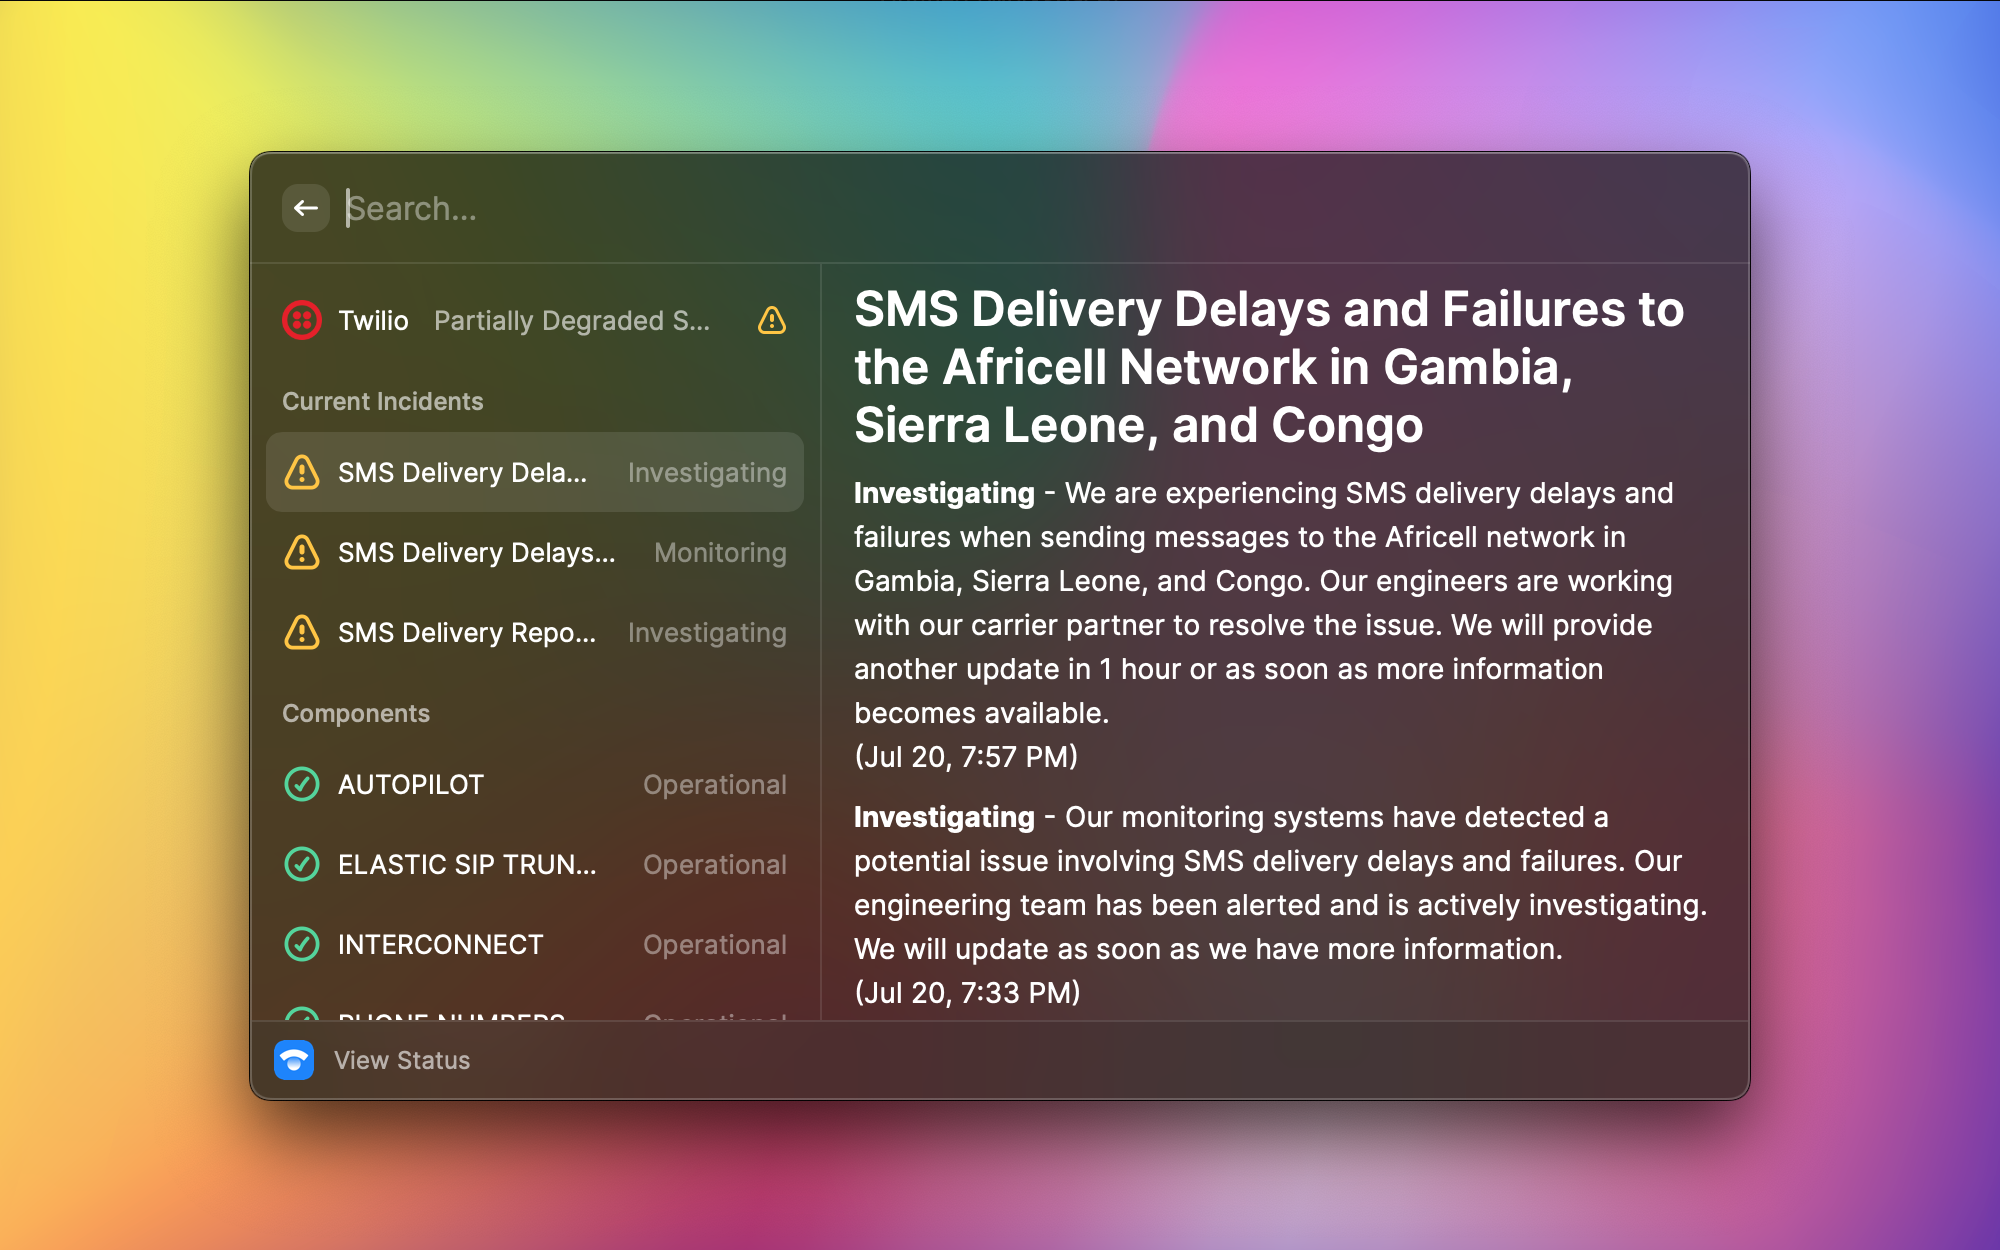 Search...
Twilio Partially Degraded S...
Current Incidents
SMS Delivery Dela... Investigating
SMS Delivery Delays... Monitoring
SMS Delivery Repo... Investigating
Components
AUTOPILOT Operational
ELASTIC SIP TRUN... Operational
INTERCONNECT Operational
PHONE NUMBERS Operational
SMS Delivery Delays and Failures to
the Africell Network in Gambia,
Sierra Leone, and Congo
Investigating - We are experiencing SMS delivery delays and
failures when sending messages to the Africell network in
Gambia, Sierra Leone, and Congo. Our engineers are working
with our carrier partner to resolve the issue. We will provide
another update in 1 hour or as soon as more information
becomes available.
(Jul 20, 7:57 PM)
Investigating - Our monitoring systems have detected a
potential issue involving SMS delivery delays and failures. Our
engineering team has been alerted and is actively investigating.
We will update as soon as we have more information.
(Jul 20, 7:33 PM)
View Status